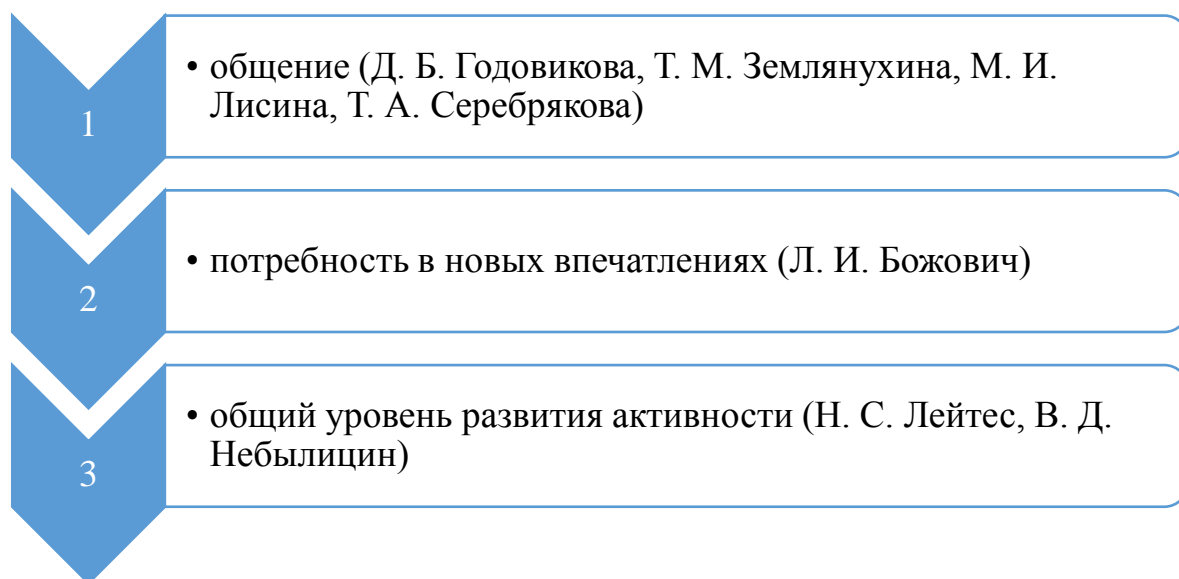 1
• общение (Д. Б. Годовикова, Т. М. Землянухина, М. И.
Лисина, Т. А. Серебрякова)
2
• потребность в новых впечатлениях (Л. И. Божович)
3
• общий уровень развития активности (Н. С. Лейтес, В. Д.
Небылицин)